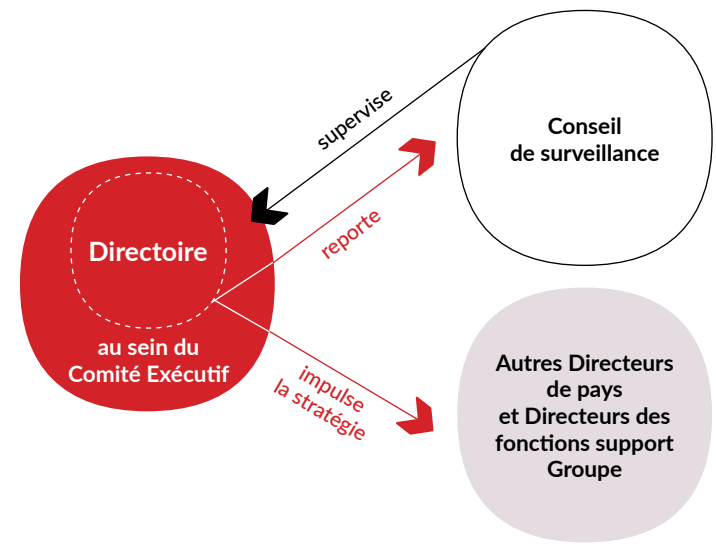 supervise
Conseil
de surveillance
reporte
Directoire
au sein du
Comité Exécutif
impulse
la stratégie
Autres Directeurs
de pays
et Directeurs des
fonctions support
Groupe